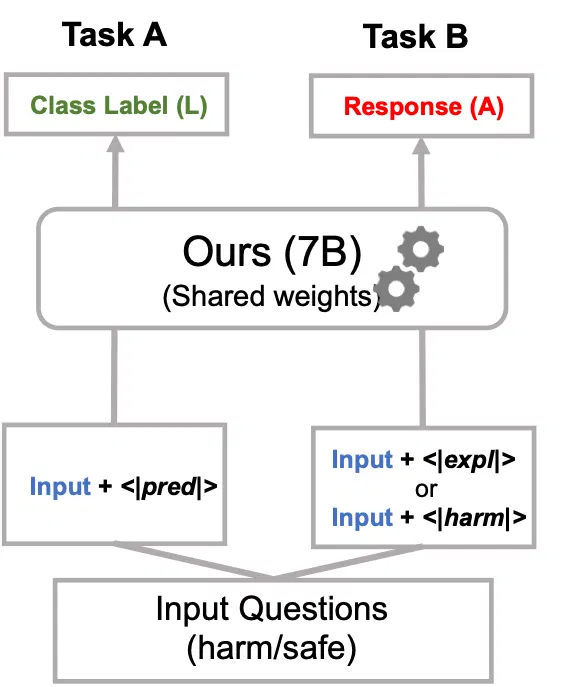 Task A
Task B
Class Label (L)
Response (A)
Ours (7B)
(Shared weights)
Input + <|pred|>
Input + <|expl|>
or
Input + <|harm|>
Input Questions
(harm/safe)